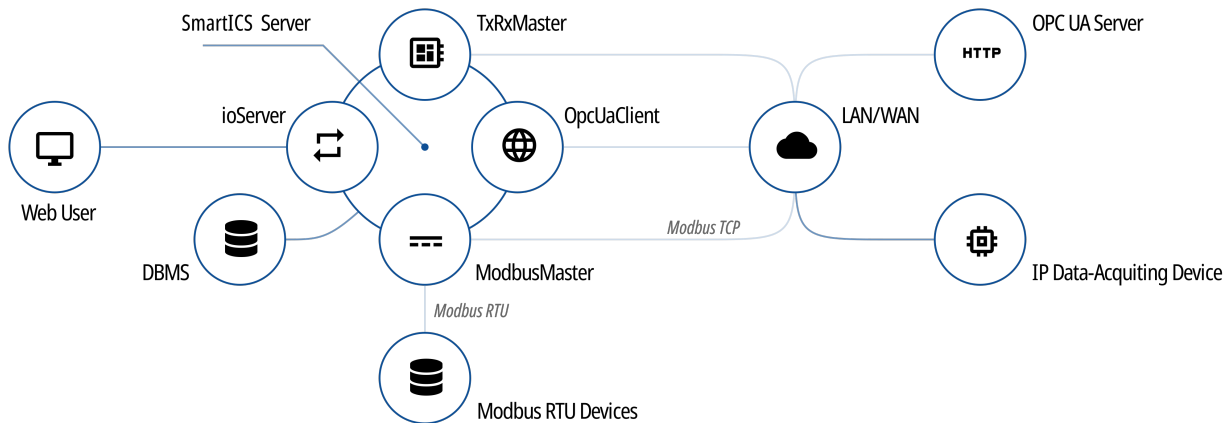 SmartICS Server
TxRxMaster
OPC UA Server
HTTP
ioServer
OpcUaClient
LAN/WAN
Web User
Modbus TCP
DBMS
ModbusMaster
IP Data-Acquiting Device
Modbus RTU
Modbus RTU Devices